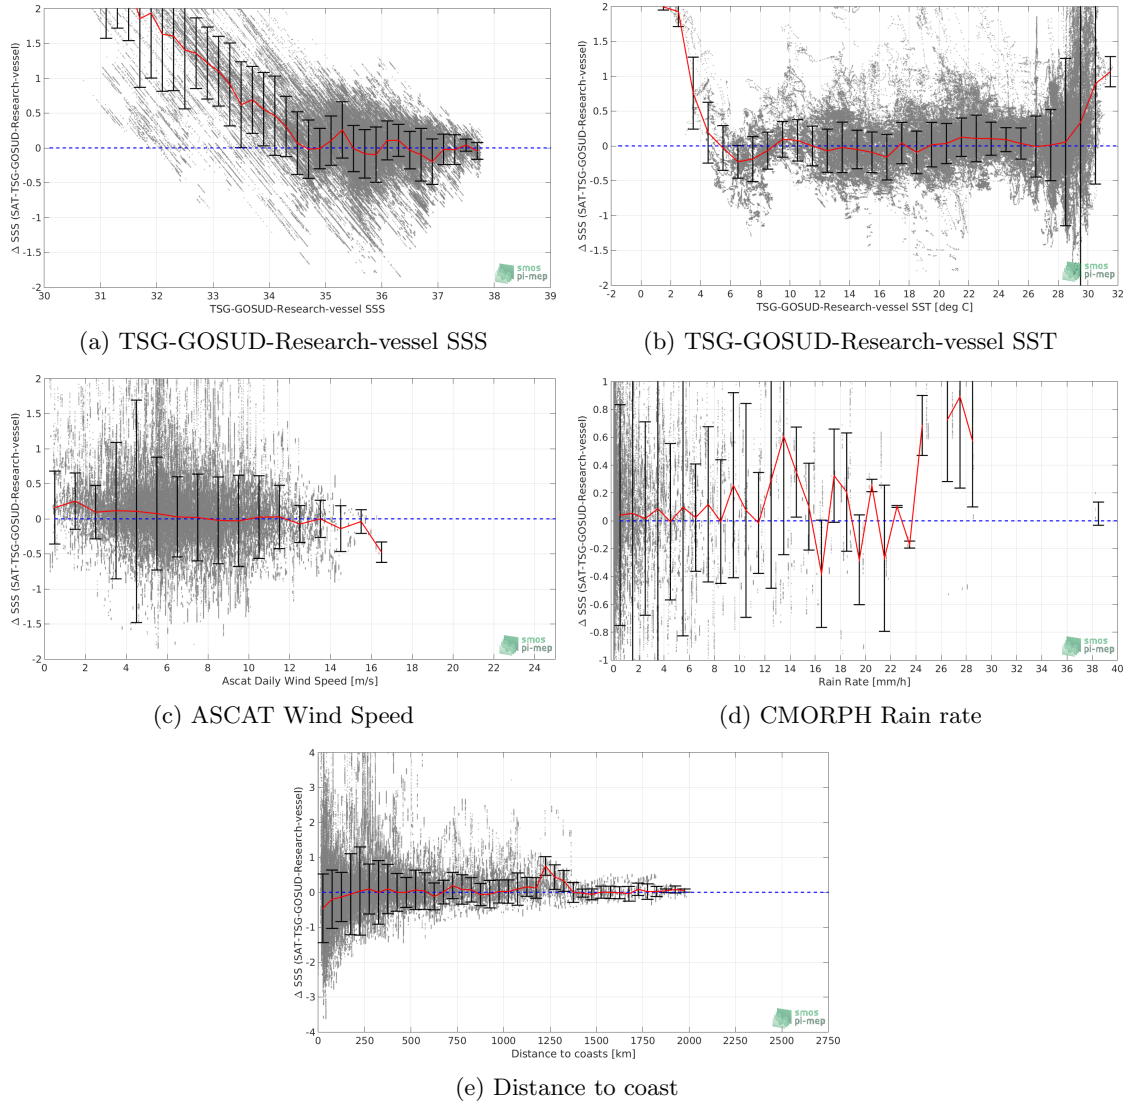 2
1.5
1
0.5
0
-0.5
-1
-1.5
-2
Δ SSS (SAT-TSG-GOSUD-Research-vessel)
30 31 32 33 34 35 36 37 38 39
TSG-GOSUD-Research-vessel SSS
smos
pi-mep
(a) TSG-GOSUD-Research-vessel SSS
2
1.5
1
0.5
0
-0.5
-1
-1.5
-2
Δ SSS (SAT-TSG-GOSUD-Research-vessel)
-2 0 2 4 6 8 10 12 14 16 18 20 22 24 26 28 30 32
TSG-GOSUD-Research-vessel SST [deg C]
smos
pi-mep
(b) TSG-GOSUD-Research-vessel SST
2
1.5
1
0.5
0
-0.5
-1
-1.5
-2
Δ SSS (SAT-TSG-GOSUD-Research-vessel)
0 2 4 6 8 10 12 14 16 18 20 22 24
Ascat Daily Wind Speed [m/s]
smos
pi-mep
(c) ASCAT Wind Speed
1
0.8
0.6
0.4
0.2
0
-0.2
-0.4
-0.6
-0.8
-1
Δ SSS (SAT-TSG-GOSUD-Research-vessel)
0 2 4 6 8 10 12 14 16 18 20 22 24 26 28 30 32 34 36 38 40
Rain Rate [mm/h]
smos
pi-mep
(d) CMORPH Rain rate
4
3
2
1
0
-1
-2
-3
-4
Δ SSS (SAT-TSG-GOSUD-Research-vessel)
0 250 500 750 1000 1250 1500 1750 2000 2250 2500 2750
Distance to coasts [km]
smos
pi-mep
(e) Distance to coast